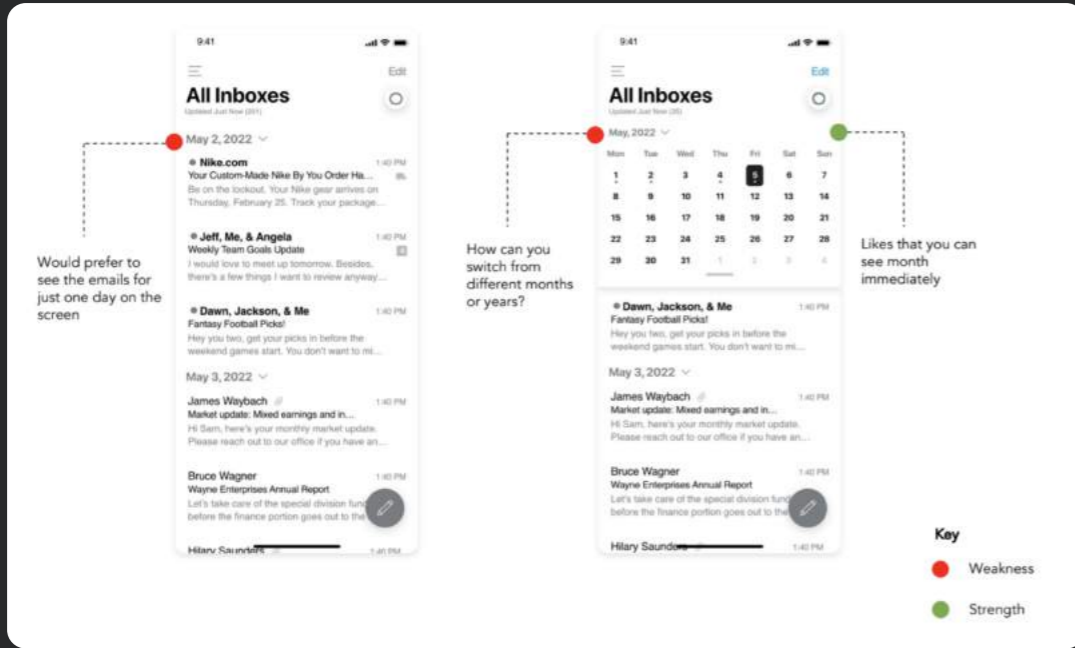 9:41
Edit
All Inboxes
Updated Just Now (201)
May 2, 2022
Nike.com
1:40 PM
Your Custom-Made Nike By You Order Ha...
Be on the lookout. Your Nike gear arrives on
Thursday, February 25. Track your package...
Jeff, Me, & Angela
1:40 PM
Weekly Team Goals Update
I would love to meet up tomorrow. Besides,
there's a few things I want to review anyway...
Dawn, Jackson, & Me
1:40 PM
Fantasy Football Picks!
Hey you two, get your picks in before the
weekend games start. You don't want to mi...
May 3, 2022
James Waybach
1:40 PM
Market update: Mixed earnings and in...
Hi Sam, here's your monthly market update.
Please reach out to our office if you have an...
Bruce Wagner
1:40 PM
Wayne Enterprises Annual Report
Let's take care of the special division fund
before the finance portion goes out to the
Hilary Saunders
1:40 PM
Would prefer to
see the emails for
just one day on the
screen
9:41
Edit
All Inboxes
Updated Just Now
May, 2022
Mon Tue Wed Thu Fri Sat Sun
1 2 3 4 5 6 7
8 9 10 11 12 13 14
15 16 17 18 19 20 21
22 23 24 25 26 27 28
29 30 31 1 2 3 4
Dawn, Jackson, & Me
1:40 PM
Fantasy Football Picks!
Hey you two, get your picks in before the
weekend games start. You don't want to mi...
May 3, 2022
James Waybach
1:40 PM
Market update: Mixed earnings and in...
Hi Sam, here's your monthly market update.
Please reach out to our office if you have an...
Bruce Wagner
1:40 PM
Wayne Enterprises Annual Report
Let's take care of the special division fund
before the finance portion goes out to the
Hilary Saunders
1:40 PM
How can you
switch from
different months
or years?
Likes that you can
see month
immediately
Key
Weakness
Strength